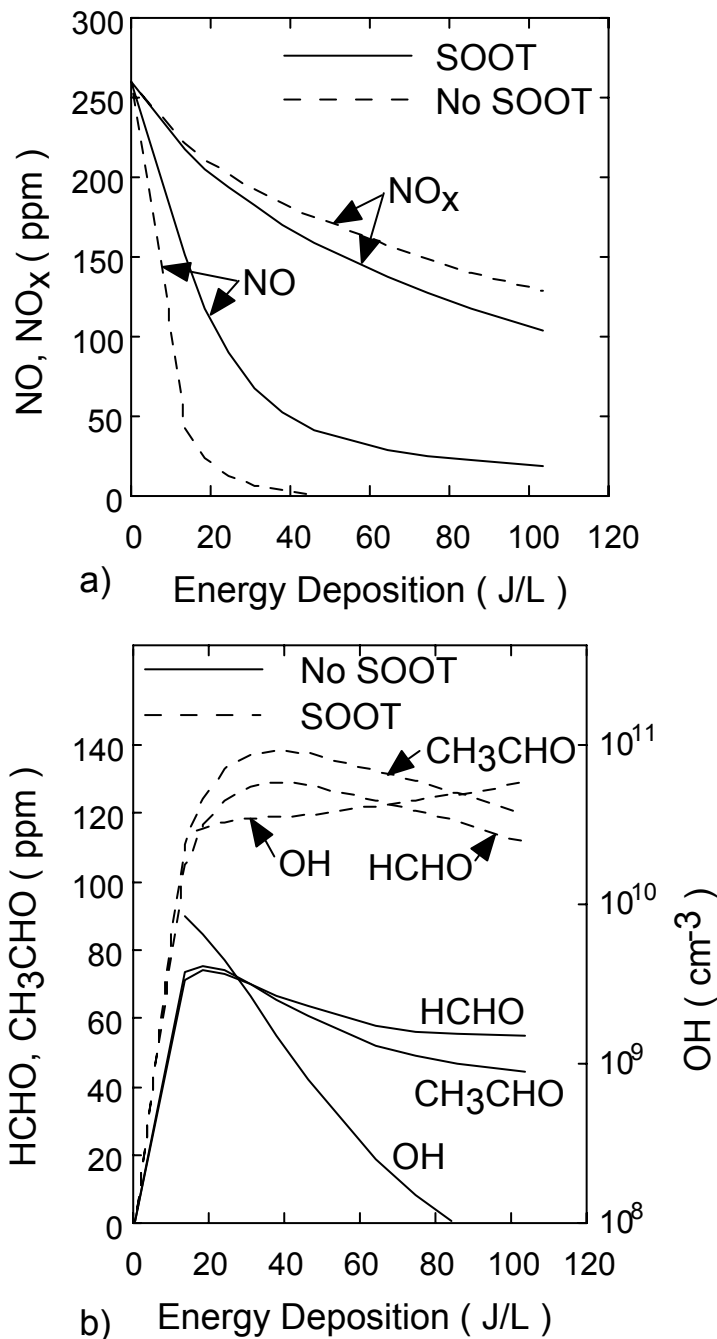 300
250
200
150
100
50
0
NO, NOX ( ppm )
SOOT
No SOOT
NOX
NO
0 20 40 60 80 100 120
a) Energy Deposition ( J/L )
No SOOT
SOOT
140
120
100
80
60
40
20
0
HCHO, CH3CHO ( ppm )
CH3CHO
OH
HCHO
HCHO
CH3CHO
OH
10^11
10^10
10^9
10^8
OH ( cm^-3 )
0 20 40 60 80 100 120
b) Energy Deposition ( J/L )